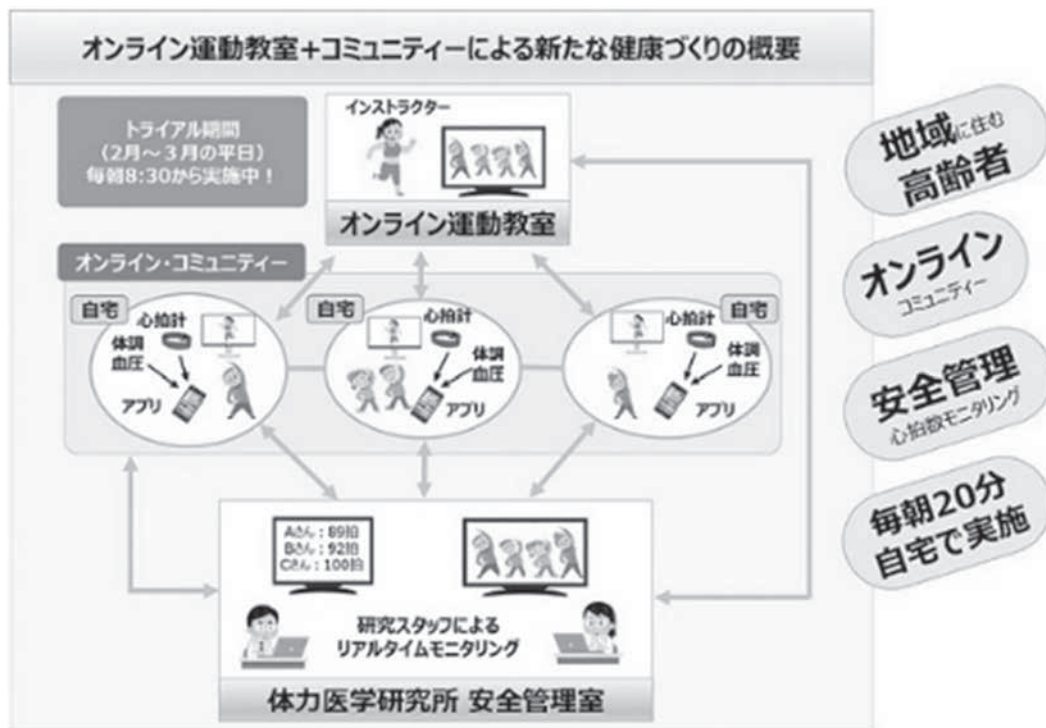 オンライン運動教室+コミュニティーによる新たな健康づくりの概要
トライアル期間
（2月～３月の平日）
毎朝8:30から実施中！
インストラクター
オンライン運動教室
オンライン・コミュニティー
自宅
心拍計
体調
血圧
アプリ
自宅
心拍計
体調
血圧
アプリ
自宅
心拍計
体調
血圧
アプリ
Aさん：89拍
Bさん：92拍
Cさん：100拍
研究スタッフによる
リアルタイムモニタリング
体力医学研究所 安全管理室
地域に住む
高齢者
オンライン
コミュニティー
安全管理
心拍数モニタリング
毎朝20分
自宅で実施